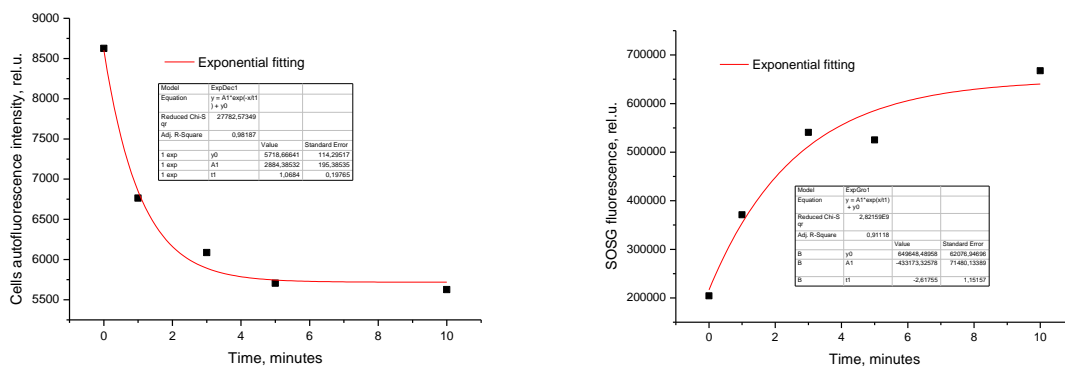 9000
8500
8000
7500
7000
6500
6000
5500
Cells autofluorescence intensity, rel.u.
Exponential fitting
Model ExpDec1
Equation y = A1*exp(-x/t1
) + y0
Reduced Chi-S
qr 27782,57349
Adj. R-Square 0,98187
Value Standard Error
1 exp y0 5718,66641 114,29517
1 exp A1 2884,38532 195,38535
1 exp t1 1,0684 0,19765
0 2 4 6 8 10
Time, minutes
700000
600000
500000
400000
300000
200000
SOSG fluorescence, rel.u.
Exponential fitting
Model ExpGro1
Equation y = A1*exp(x/t1)
+ y0
Reduced Chi-S
qr 2,82159E9
Adj. R-Square 0,91118
Value Standard Error
B y0 649648,48958 62076,94696
B A1 -433173,32578 71480,13389
B t1 -2,61755 1,15157
0 2 4 6 8 10
Time, minutes